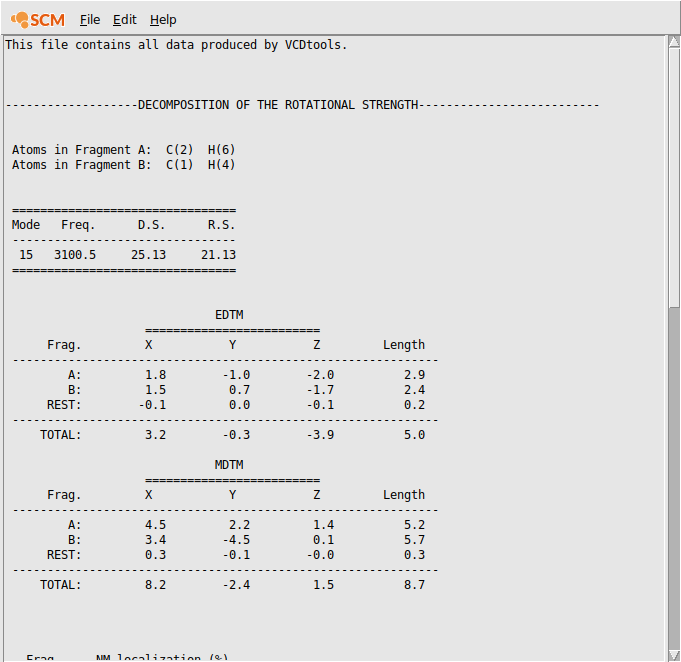 SCM File Edit Help
This file contains all data produced by VCDtools.
-------------------DECOMPOSITION OF THE ROTATIONAL STRENGTH--------------------------
Atoms in Fragment A: C(2) H(6)
Atoms in Fragment B: C(1) H(4)
================================
Mode Freq. D.S. R.S.
--------------------------------
15 3100.5 25.13 21.13
================================
EDTM
=========================
Frag. X Y Z Length
-------------------------------------------------------------
A: 1.8 -1.0 -2.0 2.9
B: 1.5 0.7 -1.7 2.4
REST: -0.1 0.0 -0.1 0.2
-------------------------------------------------------------
TOTAL: 3.2 -0.3 -3.9 5.0
MDTM
=========================
Frag. X Y Z Length
-------------------------------------------------------------
A: 4.5 2.2 1.4 5.2
B: 3.4 -4.5 0.1 5.7
REST: 0.3 -0.1 -0.0 0.3
-------------------------------------------------------------
TOTAL: 8.2 -2.4 1.5 8.7
Frag. NM localization (%)